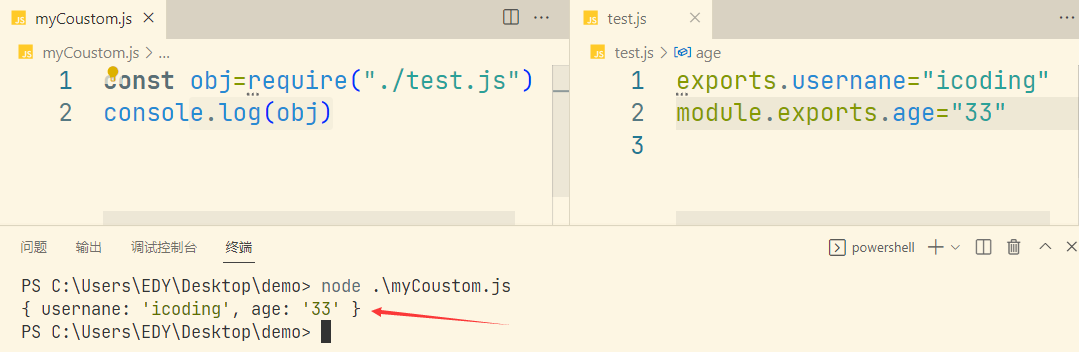 JS myCoustom.js
JS myCoustom.js > ...
1 const obj=require("./test.js")
2 console.log(obj)
JS test.js
JS test.js > age
1 exports.usernane="icoding"
2 module.exports.age="33"
3
问题 输出 调试控制台 终端 powershell
PS C:\Users\EDY\Desktop\demo> node .\myCoustom.js
{ usernane: 'icoding', age: '33' }
PS C:\Users\EDY\Desktop\demo>